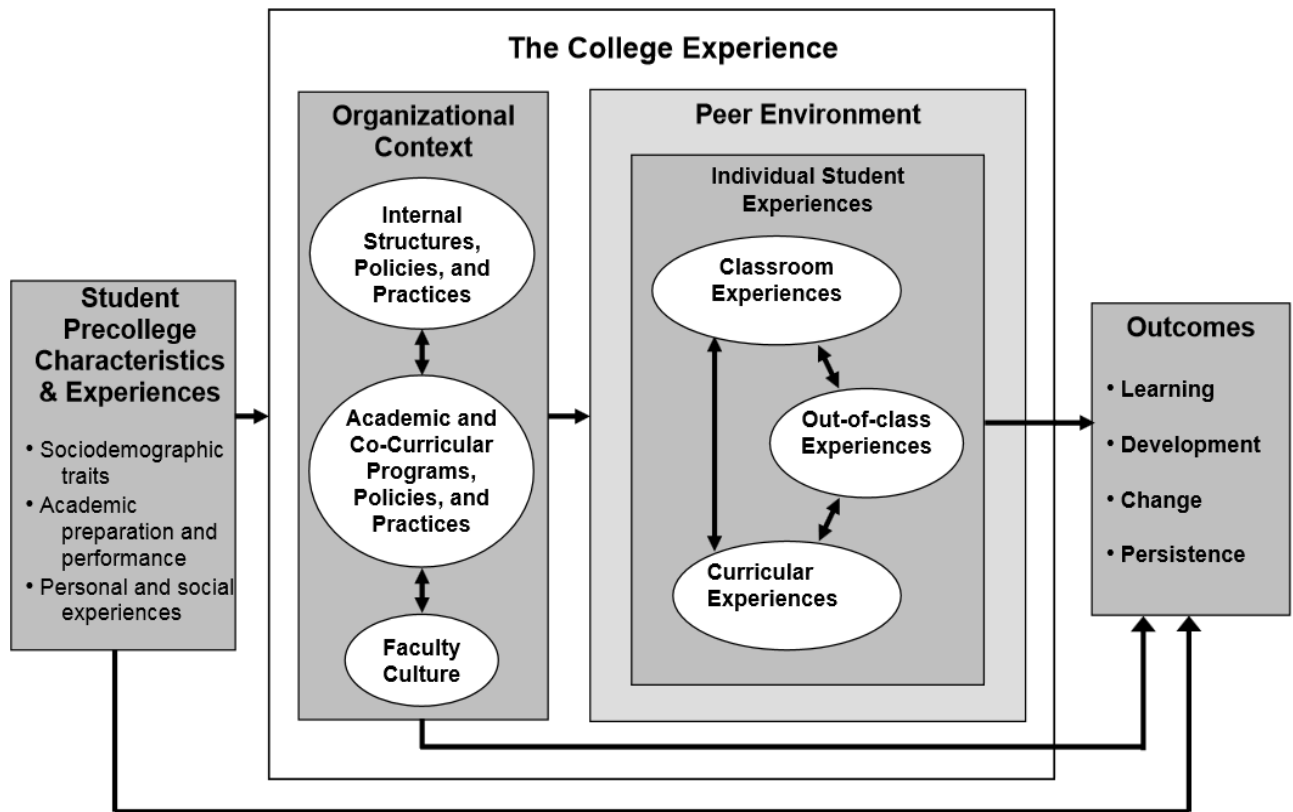 The College Experience
Student
Precollege
Characteristics
& Experiences
• Sociodemographic
traits
• Academic
preparation and
performance
• Personal and social
experiences
Organizational
Context
Internal
Structures,
Policies, and
Practices
Academic and
Co-Curricular
Programs,
Policies, and
Practices
Faculty
Culture
Peer Environment
Individual Student
Experiences
Classroom
Experiences
Out-of-class
Experiences
Curricular
Experiences
Outcomes
• Learning
• Development
• Change
• Persistence